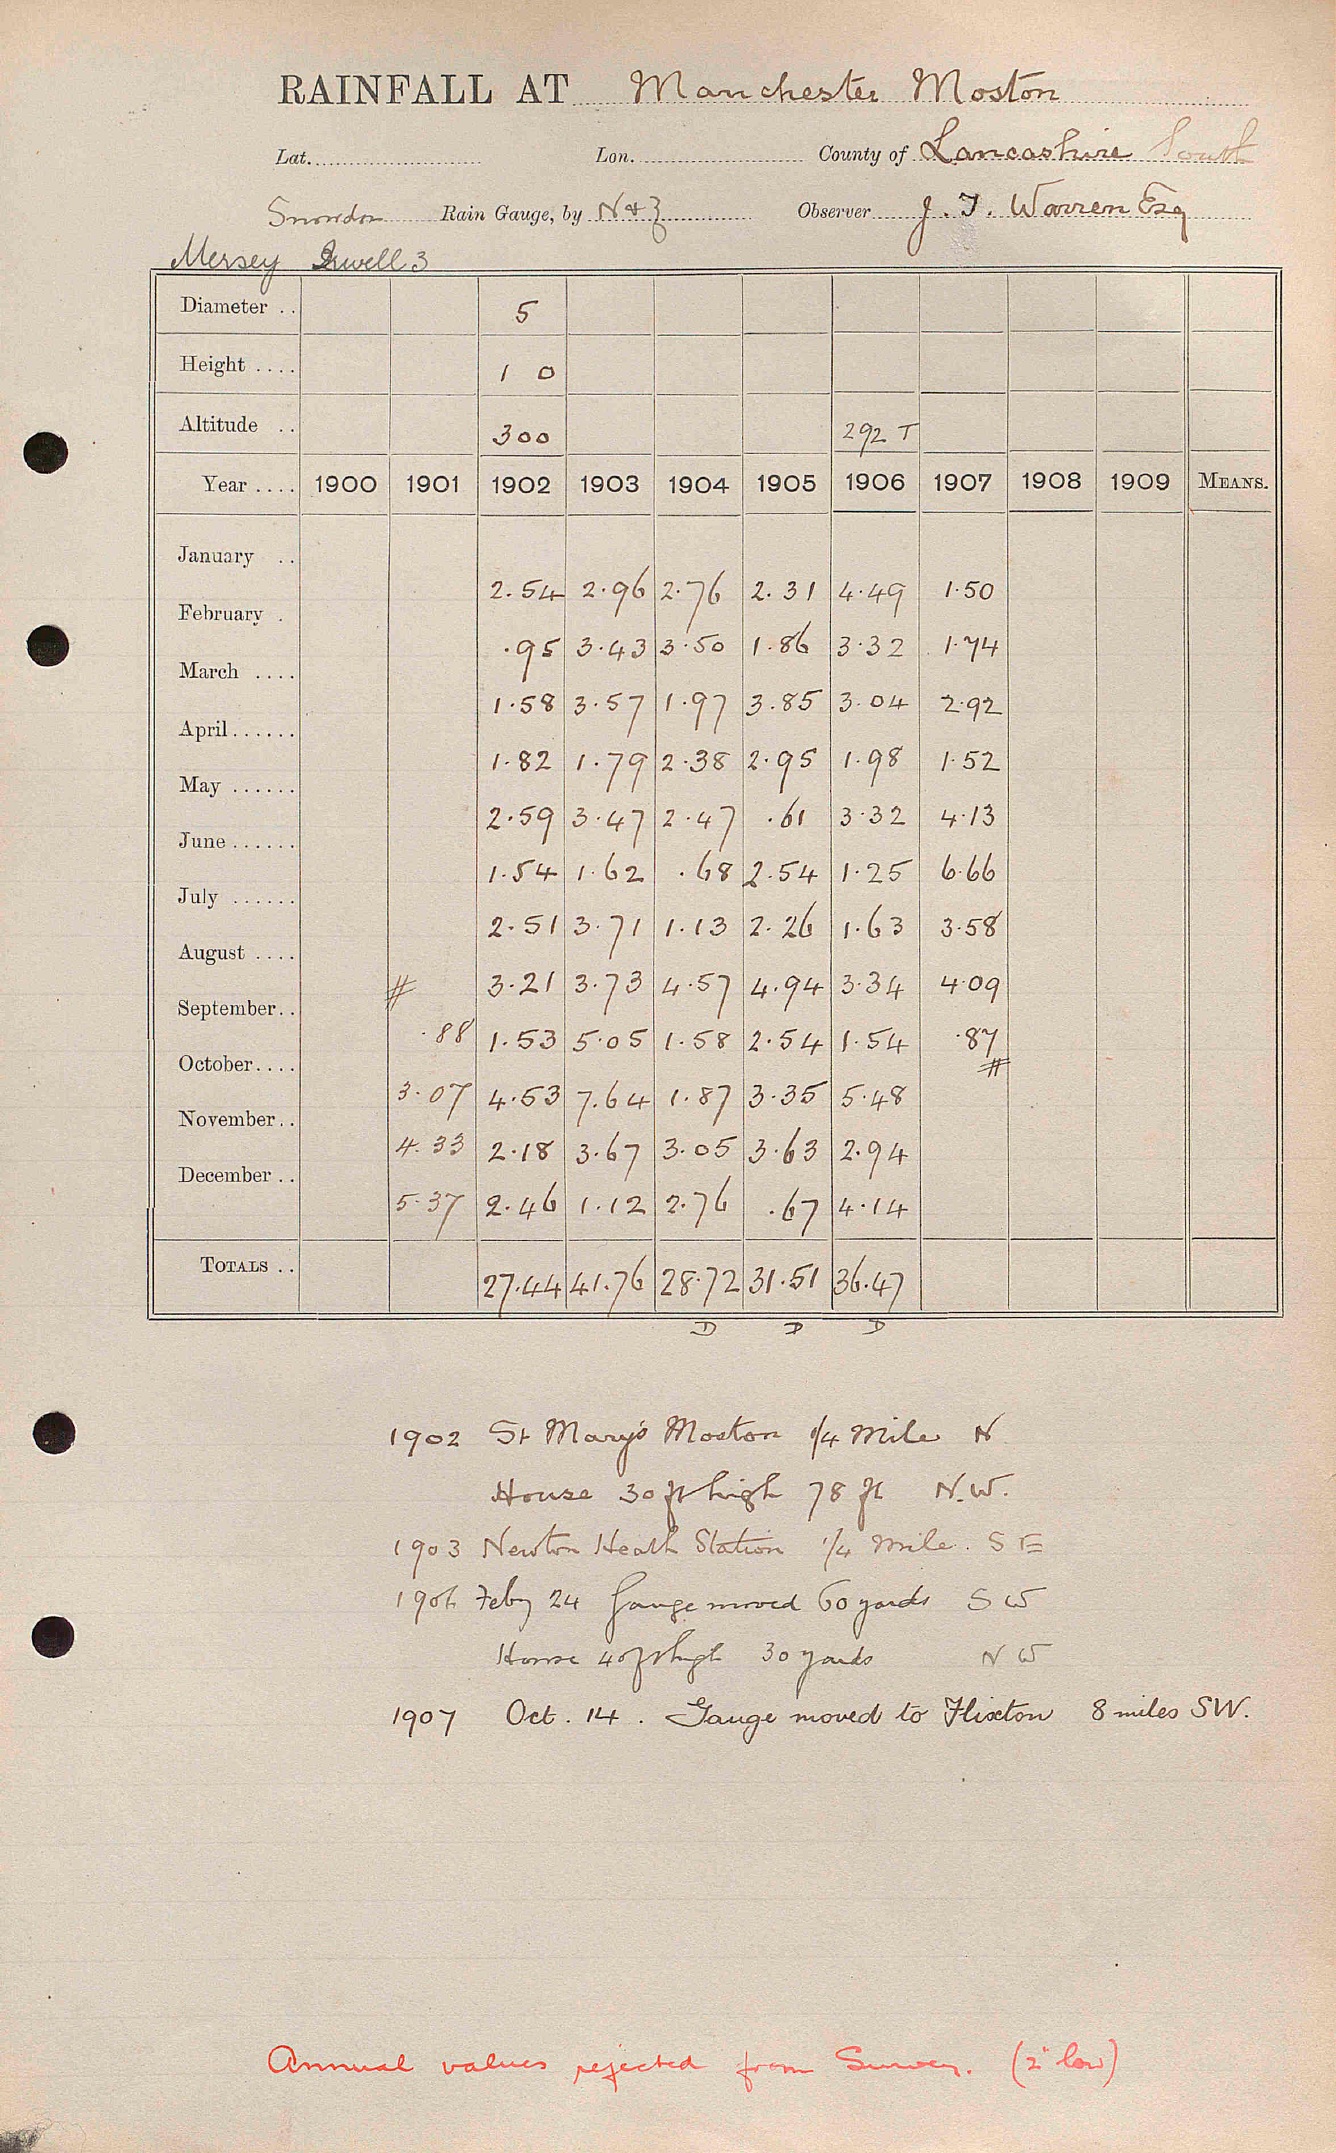 RAINFALL AT Manchester Moston
Lat. Lon. County of Lancashire South
Snowdon Rain Gauge, by N & Z Observer J. T. Warren Esq
Mersey Irwell 3
Diameter .. 5
Height .... 1 0
Altitude .. 300 292 T
Year .... 1900 1901 1902 1903 1904 1905 1906 1907 1908 1909 MEANS.
January .. 2.54 2.96 2.76 2.31 4.49 1.50
February . .95 3.43 3.50 1.86 3.32 1.74
March .... 1.58 3.57 1.97 3.85 3.04 2.92
April...... 1.82 1.79 2.38 2.95 1.98 1.52
May ...... 2.59 3.47 2.47 .61 3.32 4.13
June...... 1.54 1.62 .68 2.54 1.25 6.66
July ...... 2.51 3.71 1.13 2.26 1.63 3.58
August .... # 3.21 3.73 4.57 4.94 3.34 4.09
September.. .88 1.53 5.05 1.58 2.54 1.54 .87
October.... 3.07 4.53 7.64 1.87 3.35 5.48 #
November.. 4.33 2.18 3.67 3.05 3.63 2.94
December .. 5.37 2.46 1.12 2.76 .67 4.14
TOTALS .. 27.44 41.76 28.72 31.51 36.47
D D D
1902 St Mary's Moston 1/4 Mile N
House 30 ft high 78 ft N.W.
1903 Newton Heath Station 1/4 Mile. S E
1906 Feby 24 Gauge moved 60 yards S W
House 40 ft high 30 yards N W
1907 Oct. 14. Gauge moved to Flixton 8 miles SW.
Annual values rejected from Survey. (2" low)